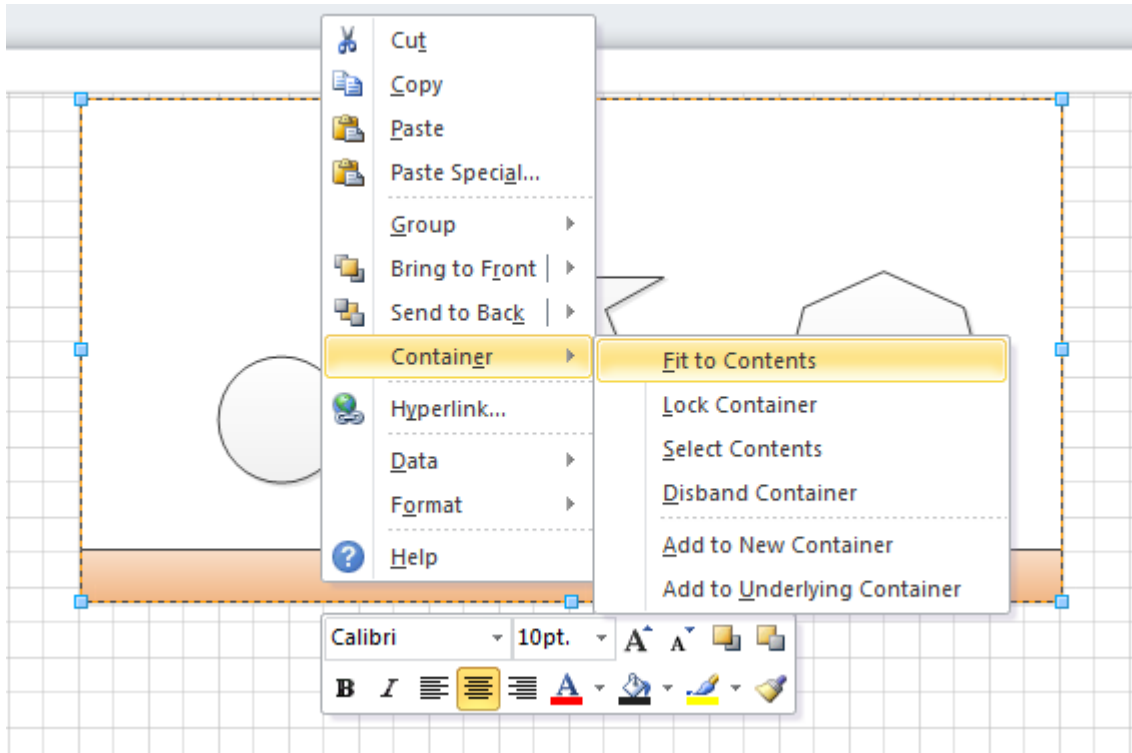 Cut
Copy
Paste
Paste Special...
Group
Bring to Front
Send to Back
Container
Hyperlink...
Data
Format
Help
Fit to Contents
Lock Container
Select Contents
Disband Container
Add to New Container
Add to Underlying Container
Calibri 10pt. A A
B I A